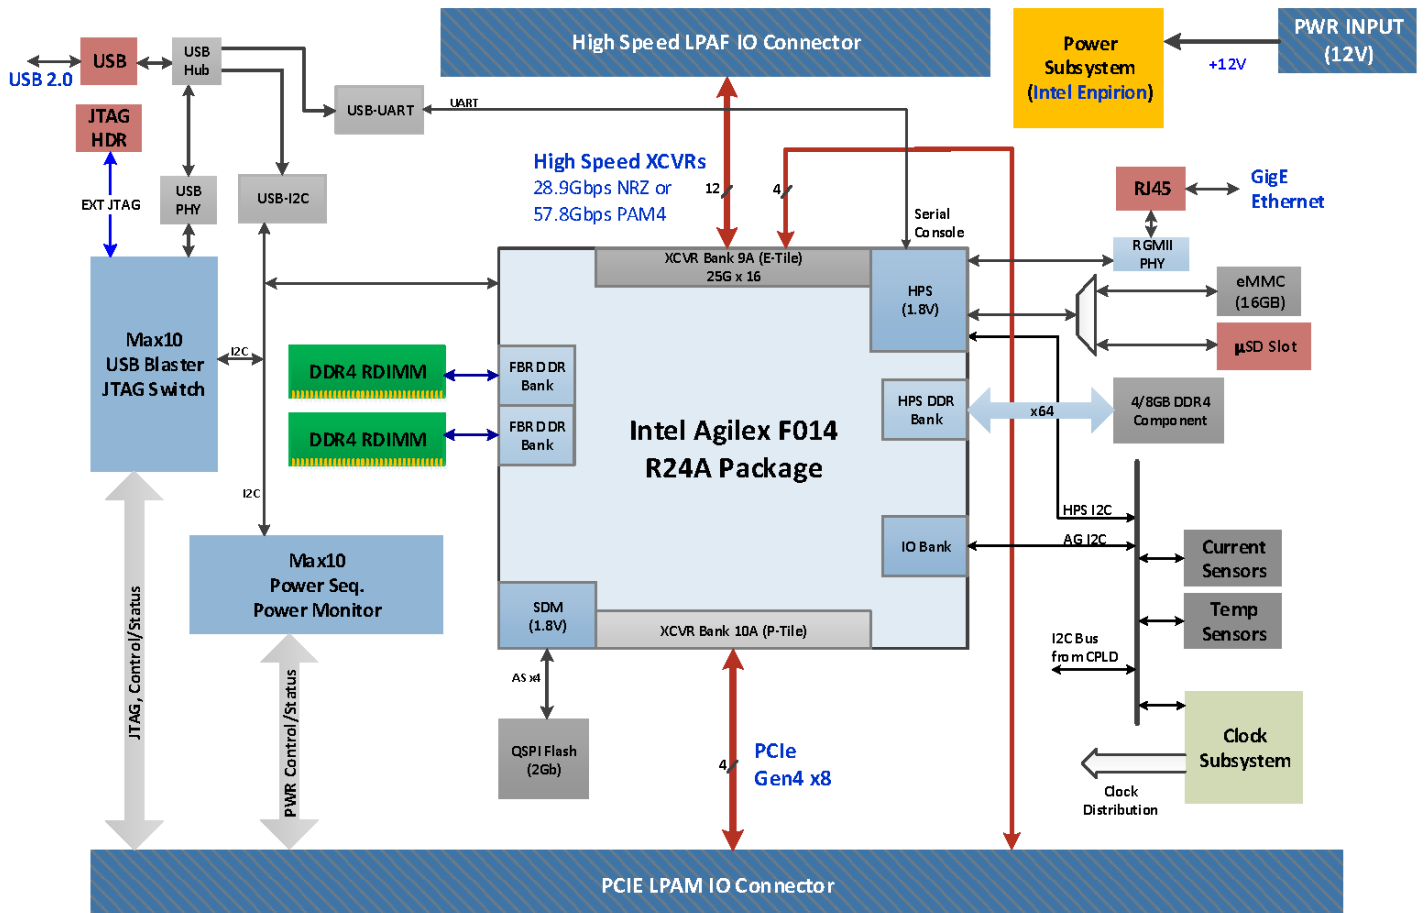 High Speed LPAF IO Connector
Power
Subsystem
(Intel Enpirion)
+12V
PWR INPUT
(12V)
USB 2.0
USB
USB
Hub
JTAG
HDR
EXT JTAG
USB
PHY
USB-I2C
USB-UART
UART
High Speed XCVRs
28.9Gbps NRZ or
57.8Gbps PAM4
12
4
Serial
Console
RJ45
GigE
Ethernet
RGMII
PHY
XCVR Bank 9A (E-Tile)
25G x 16
HPS
(1.8V)
eMMC
(16GB)
µSD Slot
Max10
USB Blaster
JTAG Switch
I2C
DDR4 RDIMM
FBR DDR
Bank
DDR4 RDIMM
FBR DDR
Bank
Intel Agilex F014
R24A Package
HPS DDR
Bank
x64
4/8GB DDR4
Component
I2C
HPS I2C
IO Bank
AG I2C
Current
Sensors
Max10
Power Seq.
Power Monitor
SDM
(1.8V)
XCVR Bank 10A (P-Tile)
Temp
Sensors
I2C Bus
from CPLD
JTAG, Control/Status
PWR Control/Status
AS x4
QSPI Flash
(2Gb)
4
PCIe
Gen4 x8
Clock
Subsystem
Clock
Distribution
PCIE LPAM IO Connector